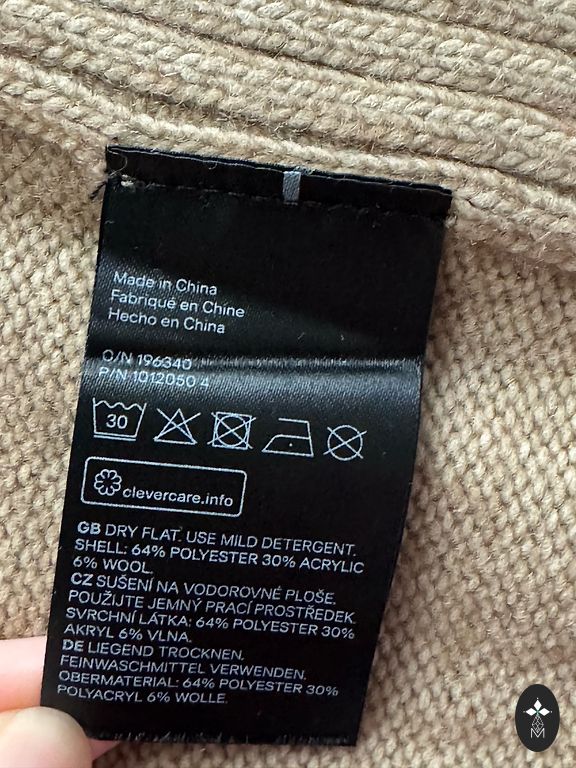 Made in China
Fabriqué en Chine
Hecho en China
O/N 196340
P/N 1012050 4
30
clevercare.info
GB DRY FLAT. USE MILD DETERGENT.
SHELL: 64% POLYESTER 30% ACRYLIC
6% WOOL.
CZ SUŠENÍ NA VODOROVNÉ PLOŠE.
POUŽIJTE JEMNÝ PRACÍ PROSTŘEDEK.
SVRCHNÍ LÁTKA: 64% POLYESTER 30%
AKRYL 6% VLNA.
DE LIEGEND TROCKNEN.
FEINWASCHMITTEL VERWENDEN.
OBERMATERIAL: 64% POLYESTER 30%
POLYACRYL 6% WOLLE.
M